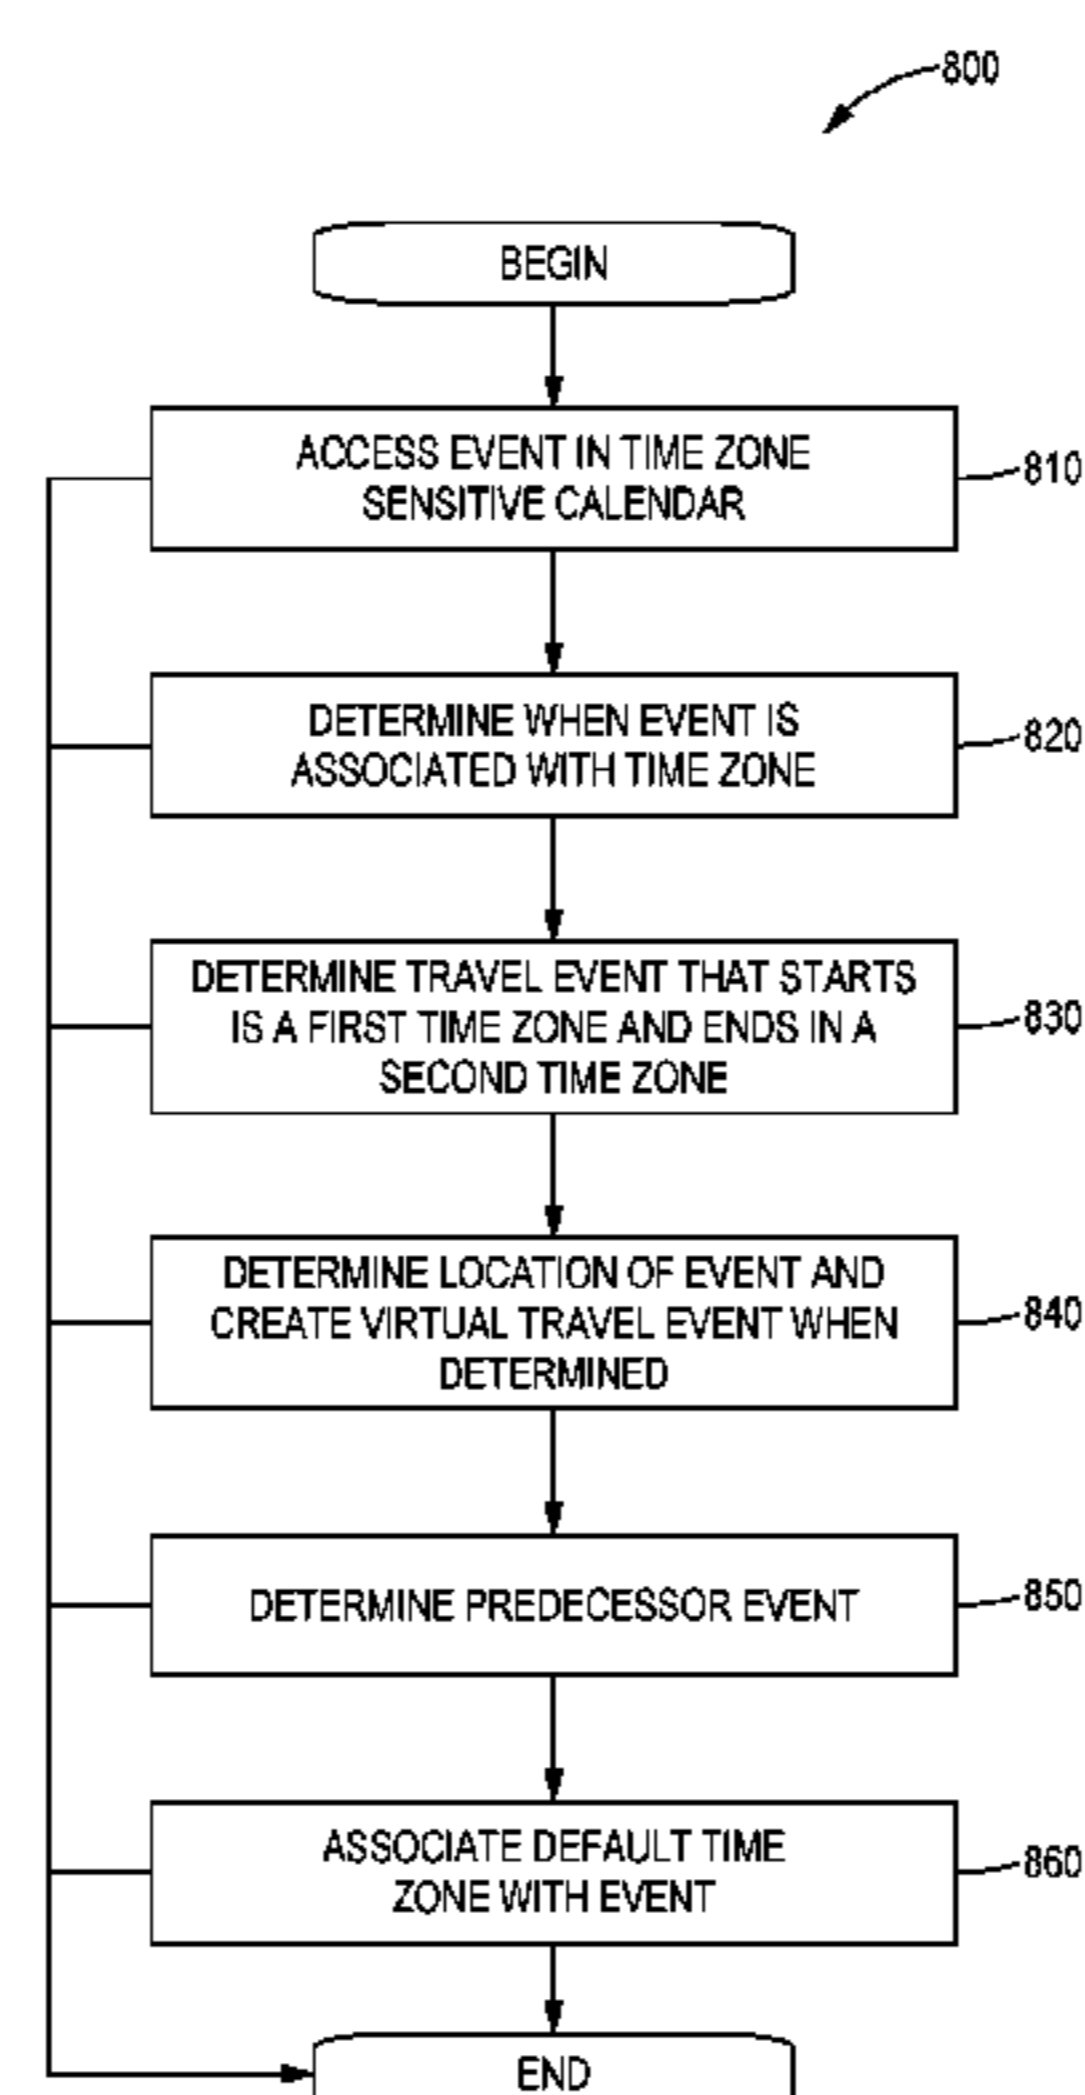 800
BEGIN
ACCESS EVENT IN TIME ZONE
SENSITIVE CALENDAR
810
DETERMINE WHEN EVENT IS
ASSOCIATED WITH TIME ZONE
820
DETERMINE TRAVEL EVENT THAT STARTS
IS A FIRST TIME ZONE AND ENDS IN A
SECOND TIME ZONE
830
DETERMINE LOCATION OF EVENT AND
CREATE VIRTUAL TRAVEL EVENT WHEN
DETERMINED
840
DETERMINE PREDECESSOR EVENT
850
ASSOCIATE DEFAULT TIME
ZONE WITH EVENT
860
END